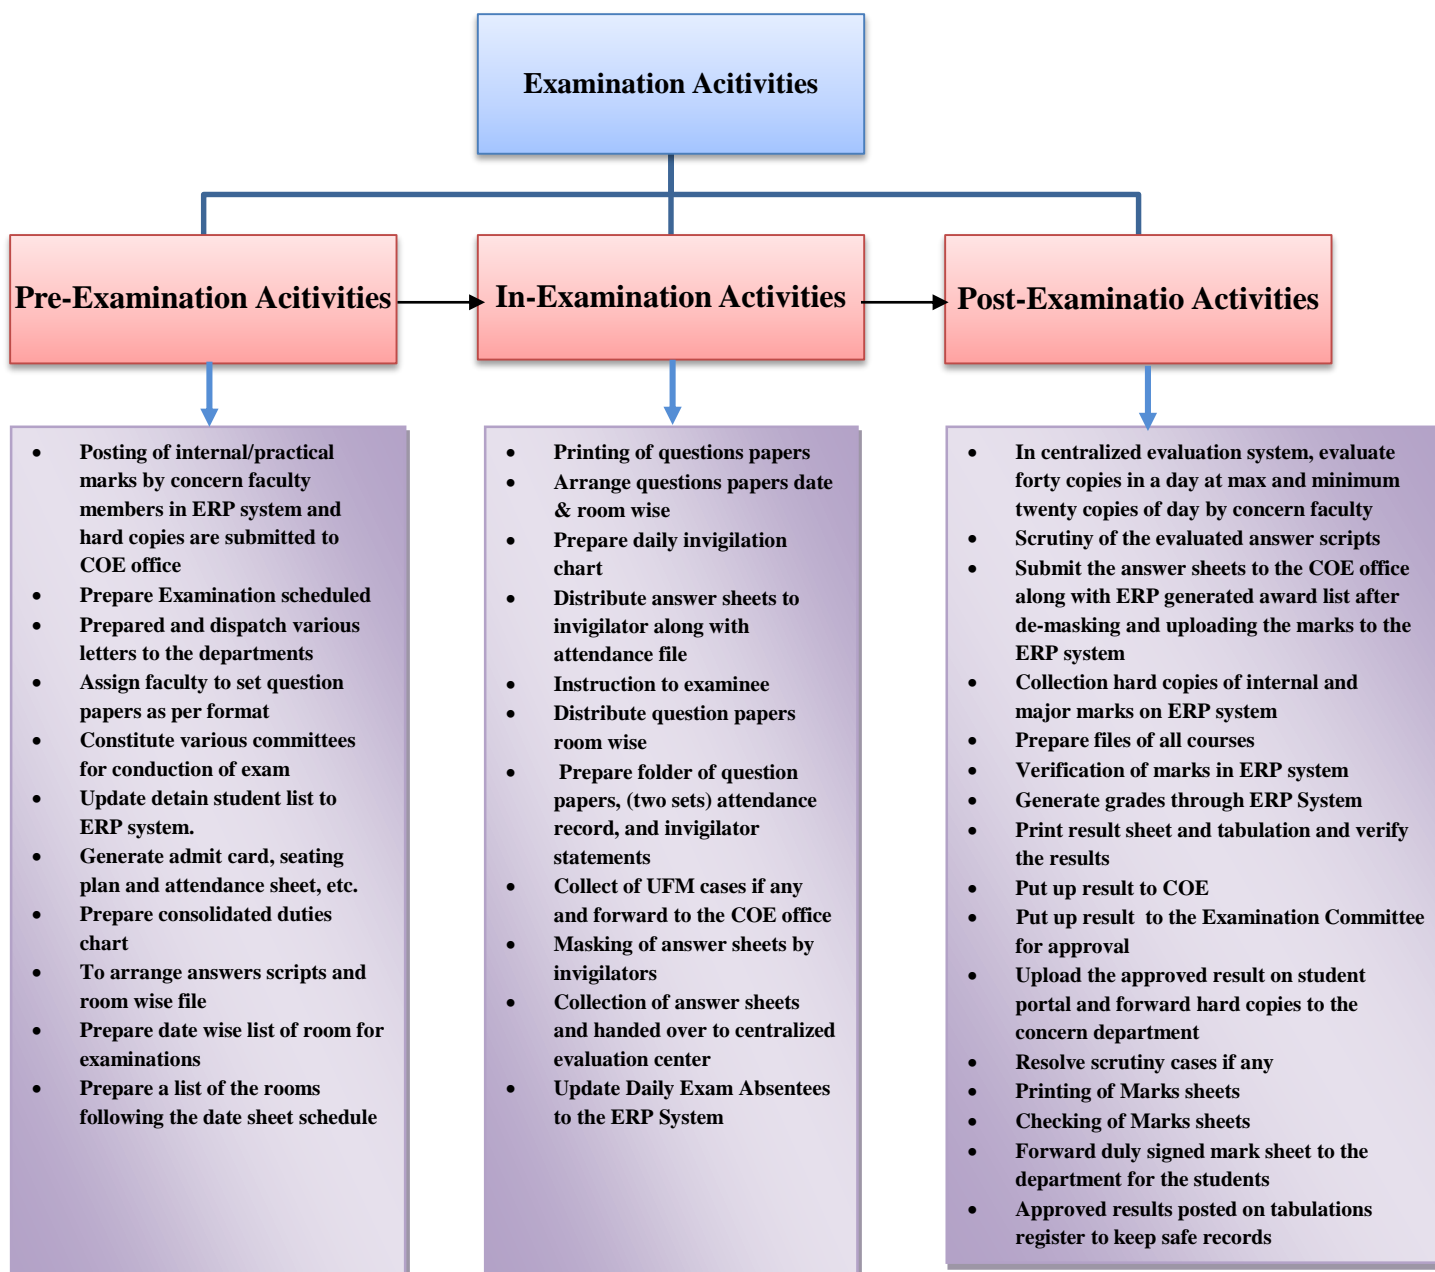 Examination Acitivities
Pre-Examination Acitivities
In-Examination Activities
Post-Examinatio Activities
• Posting of internal/practical
marks by concern faculty
members in ERP system and
hard copies are submitted to
COE office
• Prepare Examination scheduled
• Prepared and dispatch various
letters to the departments
• Assign faculty to set question
papers as per format
• Constitute various committees
for conduction of exam
• Update detain student list to
ERP system.
• Generate admit card, seating
plan and attendance sheet, etc.
• Prepare consolidated duties
chart
• To arrange answers scripts and
room wise file
• Prepare date wise list of room for
examinations
• Prepare a list of the rooms
following the date sheet schedule
• Printing of questions papers
• Arrange questions papers date
& room wise
• Prepare daily invigilation
chart
• Distribute answer sheets to
invigilator along with
attendance file
• Instruction to examinee
• Distribute question papers
room wise
• Prepare folder of question
papers, (two sets) attendance
record, and invigilator
statements
• Collect of UFM cases if any
and forward to the COE office
• Masking of answer sheets by
invigilators
• Collection of answer sheets
and handed over to centralized
evaluation center
• Update Daily Exam Absentees
to the ERP System
• In centralized evaluation system, evaluate
forty copies in a day at max and minimum
twenty copies of day by concern faculty
• Scrutiny of the evaluated answer scripts
• Submit the answer sheets to the COE office
along with ERP generated award list after
de-masking and uploading the marks to the
ERP system
• Collection hard copies of internal and
major marks on ERP system
• Prepare files of all courses
• Verification of marks in ERP system
• Generate grades through ERP System
• Print result sheet and tabulation and verify
the results
• Put up result to COE
• Put up result to the Examination Committee
for approval
• Upload the approved result on student
portal and forward hard copies to the
concern department
• Resolve scrutiny cases if any
• Printing of Marks sheets
• Checking of Marks sheets
• Forward duly signed mark sheet to the
department for the students
• Approved results posted on tabulations
register to keep safe records